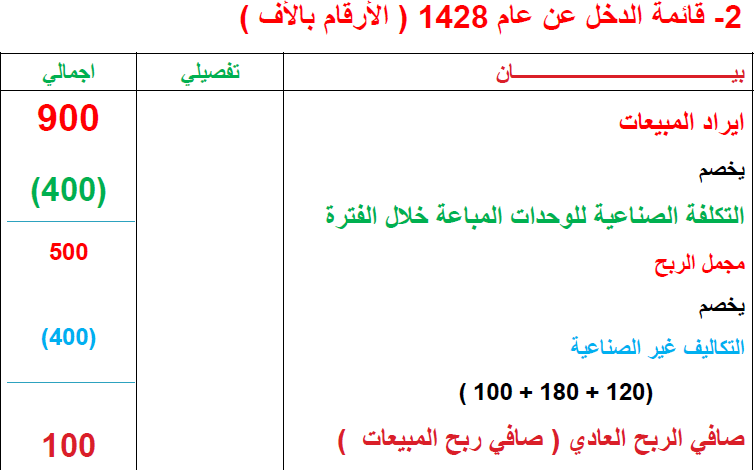 2- قائمة الدخل عن عام 1428 ( الأرقام بالألف )
بيـــــــــــــــــــــــــــــــان تفصيلي اجمالي
ايراد المبيعات 900
يخصم
التكلفة الصناعية للوحدات المباعة خلال الفترة (400)
مجمل الربح 500
يخصم
التكاليف غير الصناعية (400)
( 100 + 180 + 120)
صافي الربح العادي ( صافي ربح المبيعات ) 100